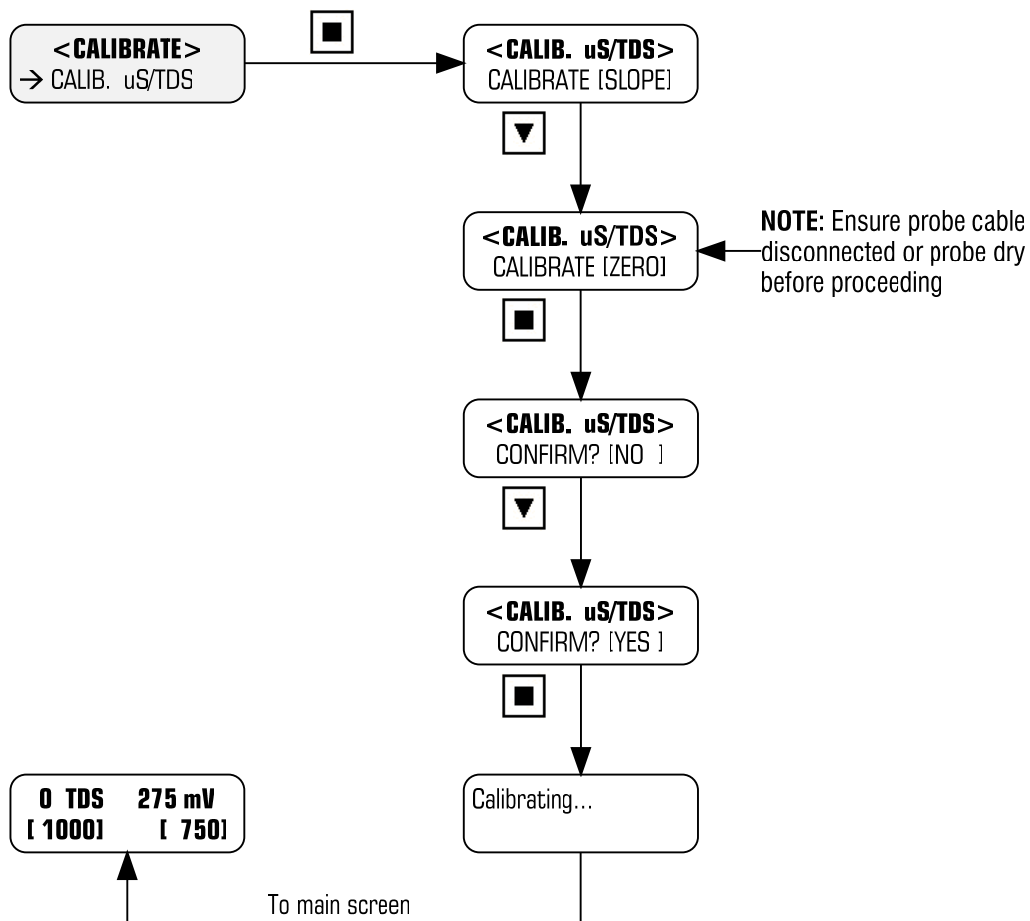 <CALIBRATE>
→ CALIB. uS/TDS
<CALIB. uS/TDS>
CALIBRATE [SLOPE]
<CALIB. uS/TDS>
CALIBRATE [ZERO]
NOTE: Ensure probe cable
disconnected or probe dry
before proceeding
<CALIB. uS/TDS>
CONFIRM? [NO ]
<CALIB. uS/TDS>
CONFIRM? [YES ]
Calibrating...
0 TDS 275 mV
[ 1000] [ 750]
To main screen